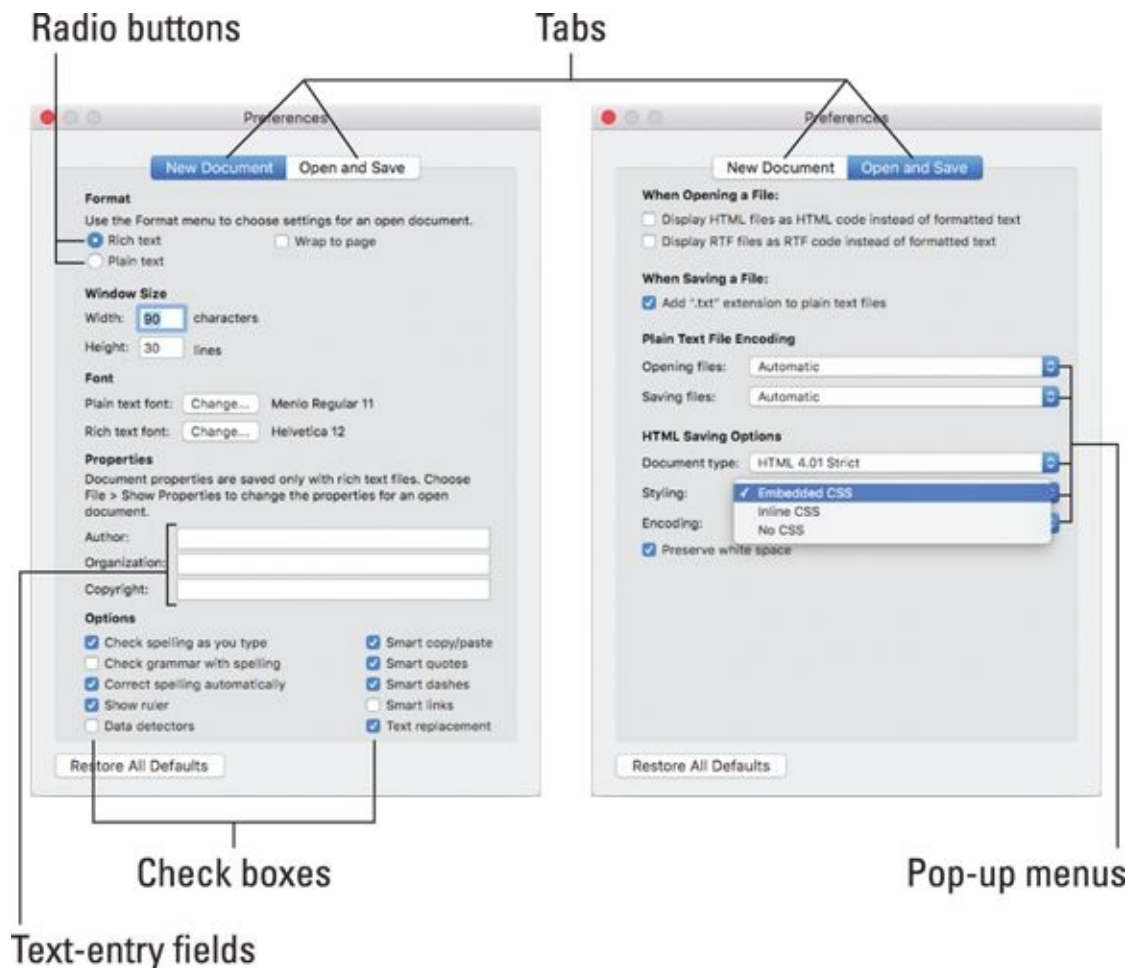 Radio buttons
Tabs
Preferences
New Document
Open and Save
Format
Use the Format menu to choose settings for an open document.
Rich text
Wrap to page
Plain text
Window Size
Width: 90 characters
Height: 30 lines
Font
Plain text font: Change... Menlo Regular 11
Rich text font: Change... Helvetica 12
Properties
Document properties are saved only with rich text files. Choose
File > Show Properties to change the properties for an open
document.
Author:
Organization:
Copyright:
Options
Check spelling as you type
Smart copy/paste
Check grammar with spelling
Smart quotes
Correct spelling automatically
Smart dashes
Show ruler
Smart links
Data detectors
Text replacement
Restore All Defaults
Preferences
New Document
Open and Save
When Opening a File:
Display HTML files as HTML code instead of formatted text
Display RTF files as RTF code instead of formatted text
When Saving a File:
Add ".txt" extension to plain text files
Plain Text File Encoding
Opening files: Automatic
Saving files: Automatic
HTML Saving Options
Document type: HTML 4.01 Strict
Styling: ✓ Embedded CSS
Inline CSS
Encoding:
No CSS
Preserve white space
Restore All Defaults
Check boxes
Pop-up menus
Text-entry fields